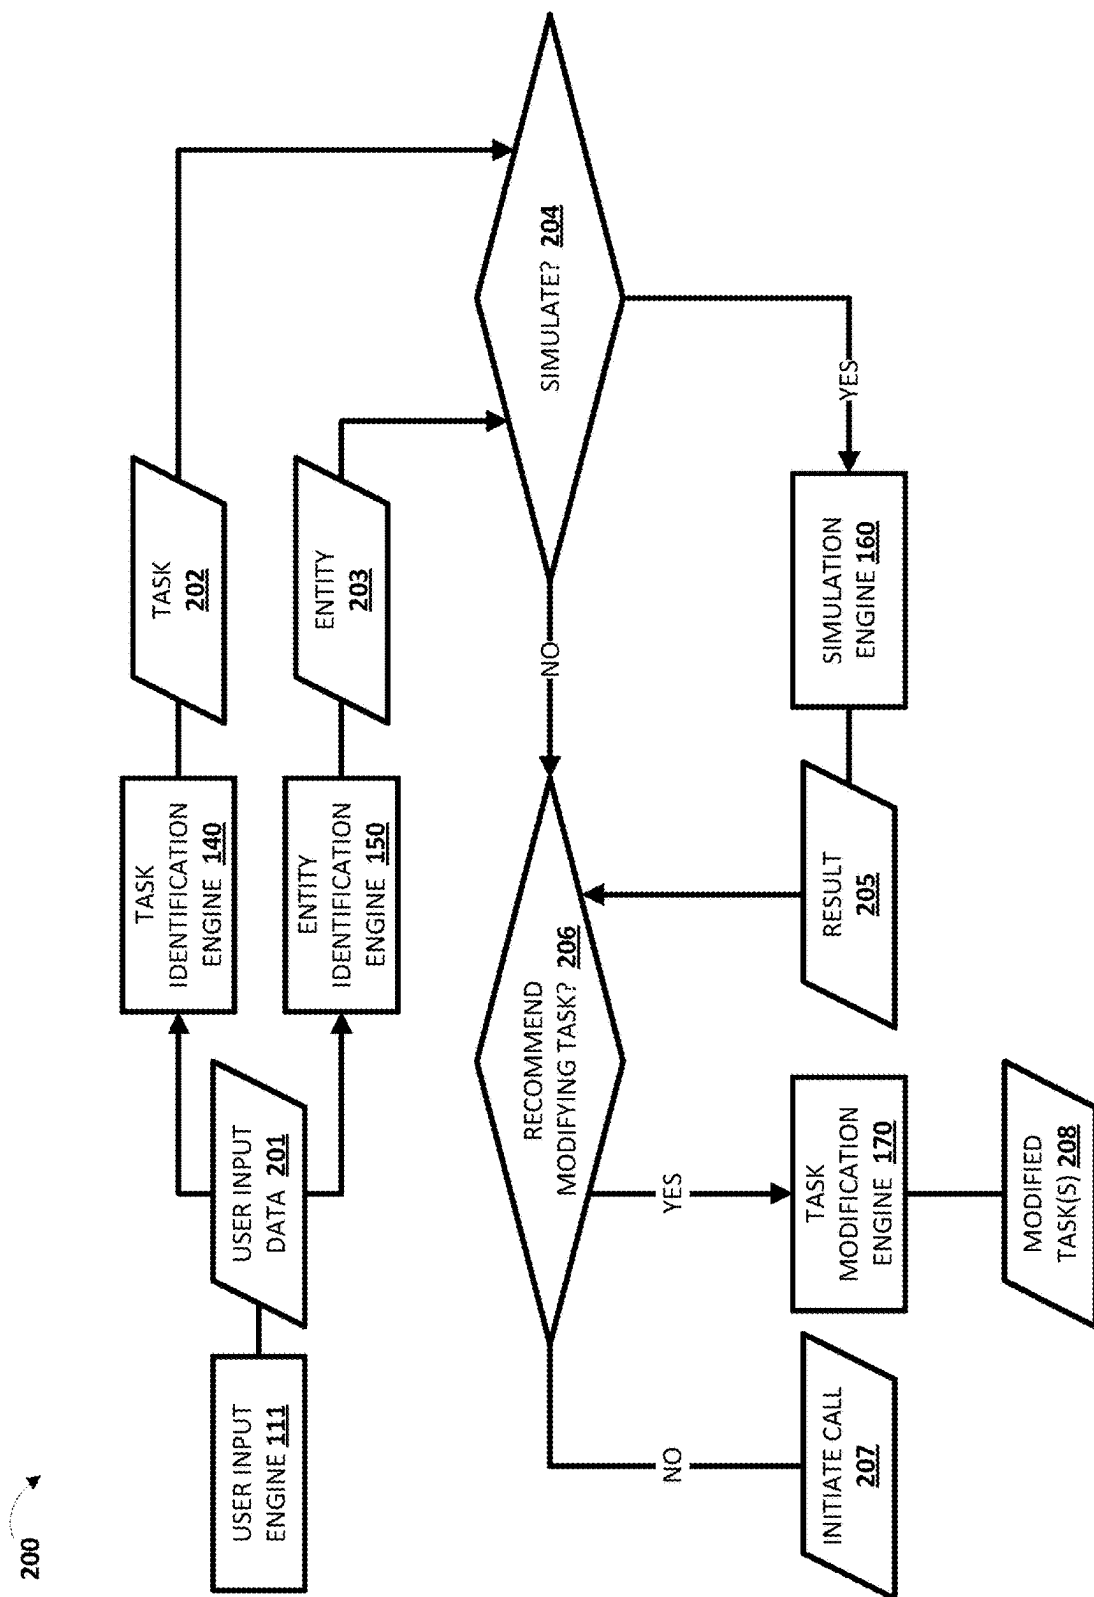 200
USER INPUT
ENGINE 111
USER INPUT
DATA 201
TASK
IDENTIFICATION
ENGINE 140
TASK
202
ENTITY
IDENTIFICATION
ENGINE 150
ENTITY
203
SIMULATE? 204
NO
YES
RECOMMEND
MODIFYING TASK? 206
SIMULATION
ENGINE 160
RESULT
205
YES
NO
TASK
MODIFICATION
ENGINE 170
INITIATE CALL
207
MODIFIED
TASK(S) 208